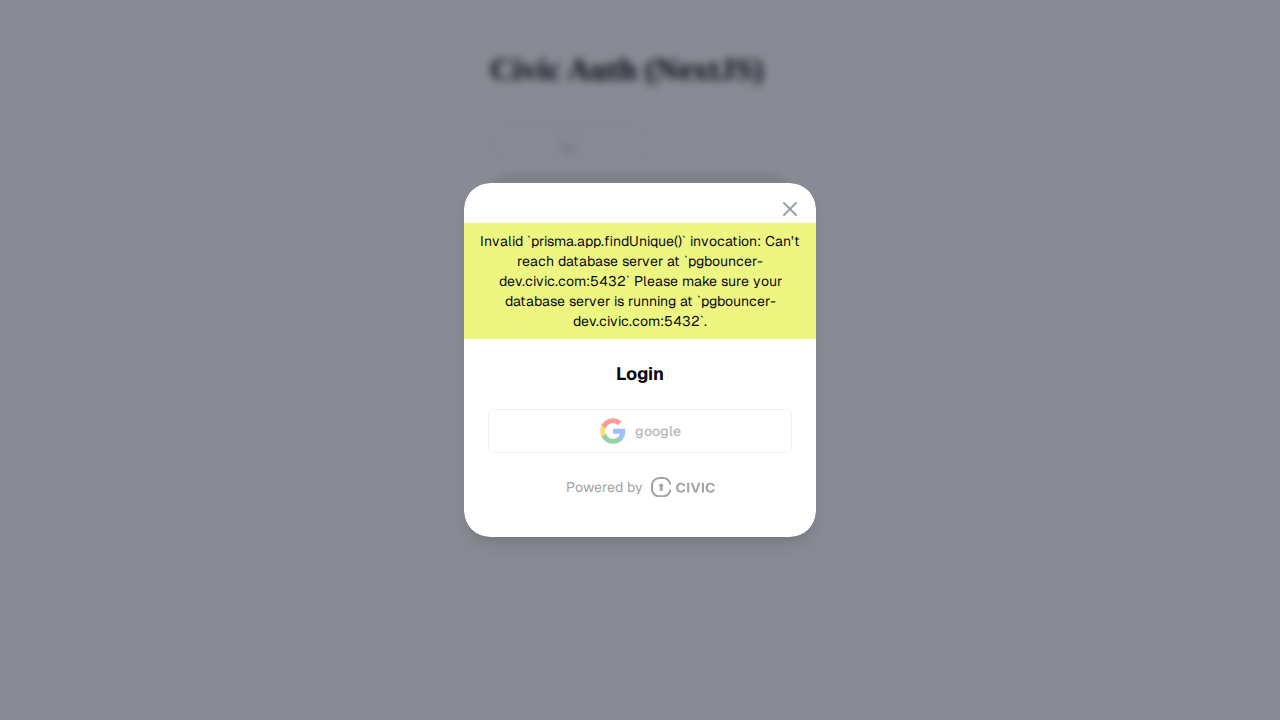 Civic Auth (NextJS)
Invalid `prisma.app.findUnique()` invocation: Can't
reach database server at `pgbouncer-
dev.civic.com:5432` Please make sure your
database server is running at `pgbouncer-
dev.civic.com:5432`.
Login
google
Powered by CIVIC